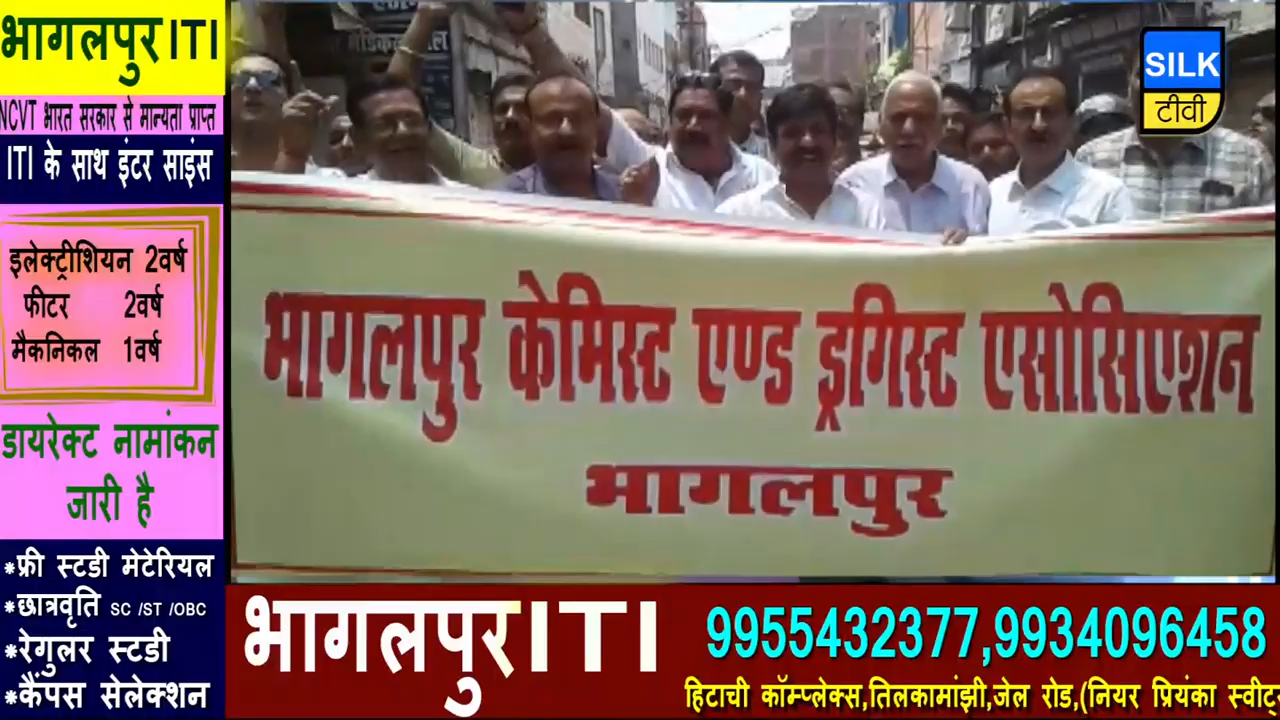 भागलपुर ITI
NCVT भारत सरकार से मान्यता प्राप्त
ITI के साथ इंटर साइंस
इलेक्ट्रीशियन 2वर्ष
फीटर 2वर्ष
मैकनिकल 1वर्ष
डायरेक्ट नामांकन
जारी है
*फ्री स्टडी मेटेरियल
*छात्रवृति SC /ST /OBC
*रेगुलर स्टडी
*कैंपस सेलेक्शन
SILK
टीवी
भागलपुर केमिस्ट एण्ड ड्रगिस्ट एसोसिएशन
भागलपुर
भागलपुर ITI
9955432377,9934096458
हिटाची कॉम्प्लेक्स,तिलकामांझी,जेल रोड,(नियर प्रियंका स्वीट्